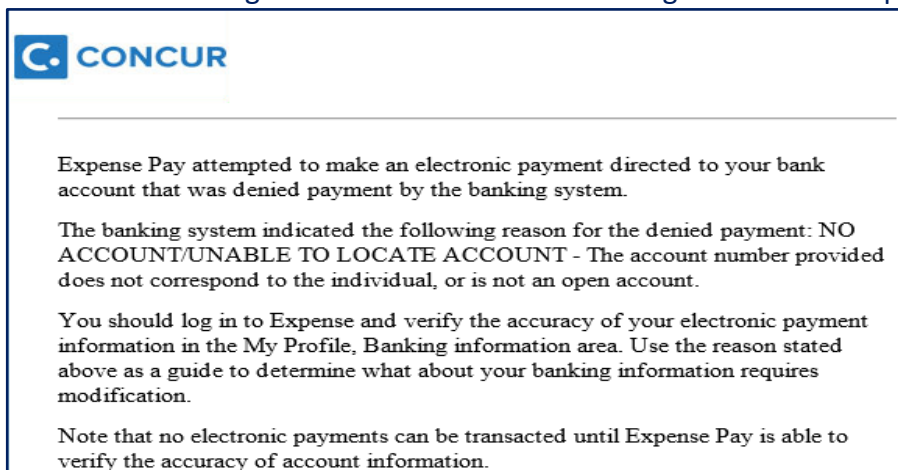 C. CONCUR
Expense Pay attempted to make an electronic payment directed to your bank
account that was denied payment by the banking system.
The banking system indicated the following reason for the denied payment: NO
ACCOUNT/UNABLE TO LOCATE ACCOUNT - The account number provided
does not correspond to the individual, or is not an open account.
You should log in to Expense and verify the accuracy of your electronic payment
information in the My Profile, Banking information area. Use the reason stated
above as a guide to determine what about your banking information requires
modification.
Note that no electronic payments can be transacted until Expense Pay is able to
verify the accuracy of account information.